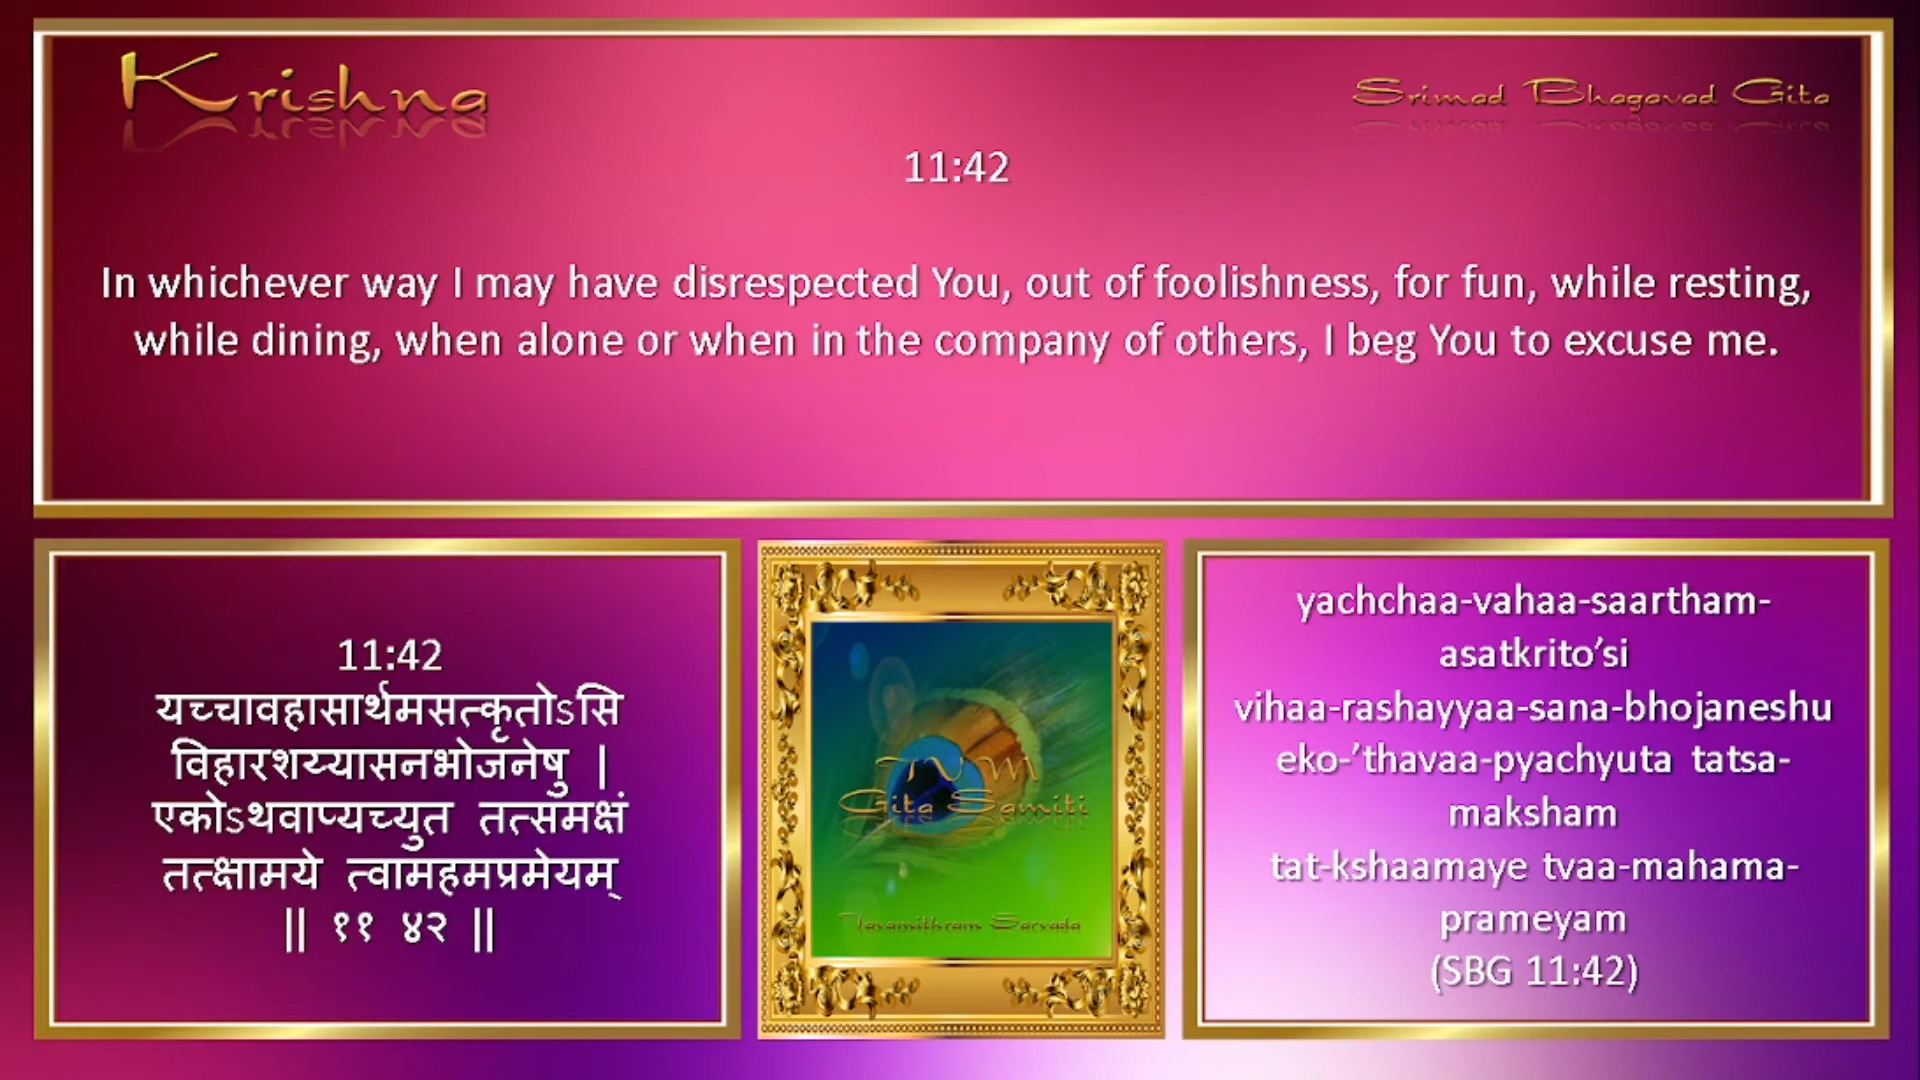 Krishna
Srimad Bhagavad Gita
11:42
In whichever way I may have disrespected You, out of foolishness, for fun, while resting,
while dining, when alone or when in the company of others, I beg You to excuse me.
11:42
यच्चावहासार्थमसत्कृतोऽसि
विहारशय्यासनभोजनेषु |
एकोऽथवाप्यच्युत तत्समक्षं
तत्क्षामये त्वामहमप्रमेयम्
|| ११ ४२ ||
TNM
Gita Samiti
Tavamithram Sarvada
yachchaa-vahaa-saartham-
asatkrito’si
vihaa-rashayyaa-sana-bhojaneshu
eko-’thavaa-pyachyuta tatsa-
maksham
tat-kshaamaye tvaa-mahama-
prameyam
(SBG 11:42)